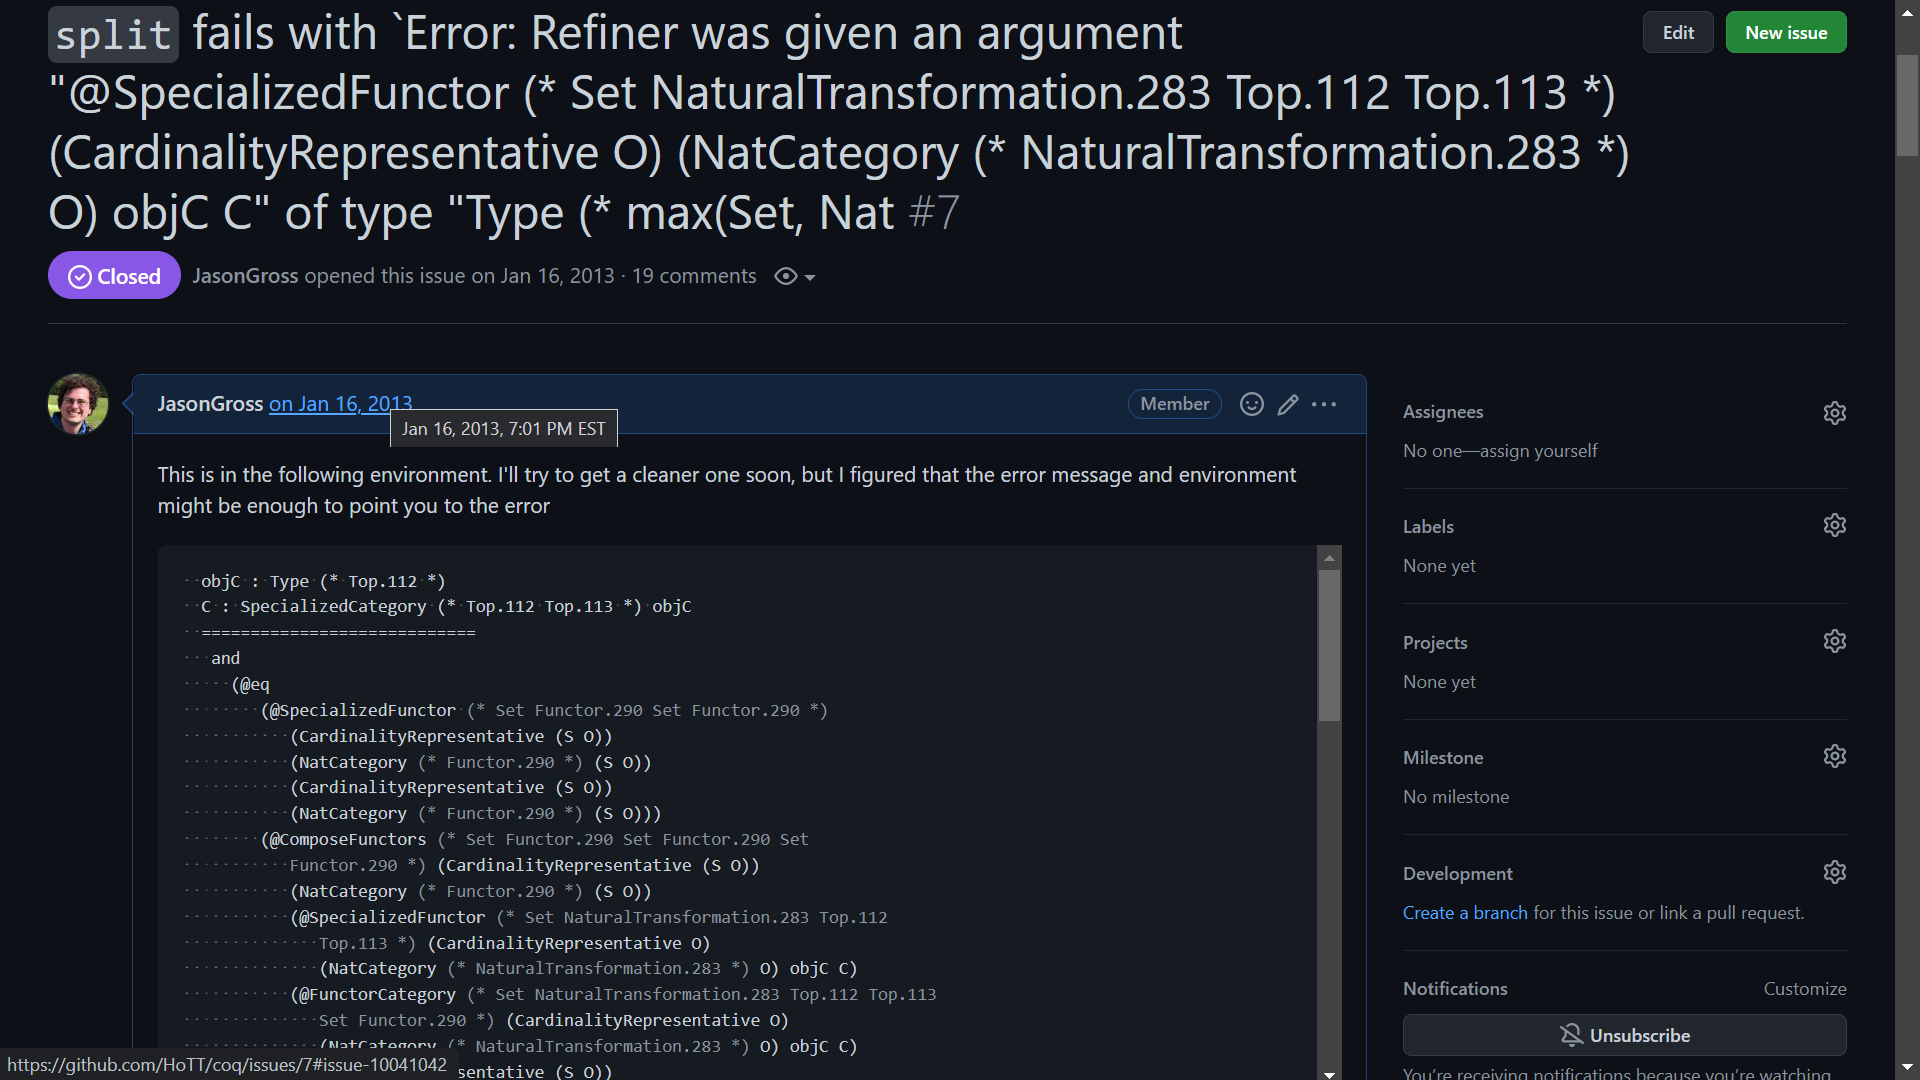 split fails with `Error: Refiner was given an argument
"@SpecializedFunctor (* Set NaturalTransformation.283 Top.112 Top.113 *)
(CardinalityRepresentative O) (NatCategory (* NaturalTransformation.283 *)
O) objC C" of type "Type (* max(Set, Nat #7
Edit
New issue
Closed
JasonGross opened this issue on Jan 16, 2013 · 19 comments
JasonGross on Jan 16, 2013
Member
Jan 16, 2013, 7:01 PM EST
This is in the following environment. I'll try to get a cleaner one soon, but I figured that the error message and environment
might be enough to point you to the error
objC : Type (* Top.112 *)
C : SpecializedCategory (* Top.112 Top.113 *) objC
============================
and
(@eq
(@SpecializedFunctor (* Set Functor.290 Set Functor.290 *)
(CardinalityRepresentative (S O))
(NatCategory (* Functor.290 *) (S O))
(CardinalityRepresentative (S O))
(NatCategory (* Functor.290 *) (S O)))
(@ComposeFunctors (* Set Functor.290 Set Functor.290 Set
Functor.290 *) (CardinalityRepresentative (S O))
(NatCategory (* Functor.290 *) (S O))
(@SpecializedFunctor (* Set NaturalTransformation.283 Top.112
Top.113 *) (CardinalityRepresentative O)
(NatCategory (* NaturalTransformation.283 *) O) objC C)
(@FunctorCategory (* Set NaturalTransformation.283 Top.112 Top.113
Set Functor.290 *) (CardinalityRepresentative O)
(NatCategory (* NaturalTransformation.283 *) O) objC C)
sentative (S O))
https://github.com/HoTT/coq/issues/7#issue-10041042
Assignees
No one—assign yourself
Labels
None yet
Projects
None yet
Milestone
No milestone
Development
Create a branch for this issue or link a pull request.
Notifications
Customize
Unsubscribe
You're receiving notifications because you're watching